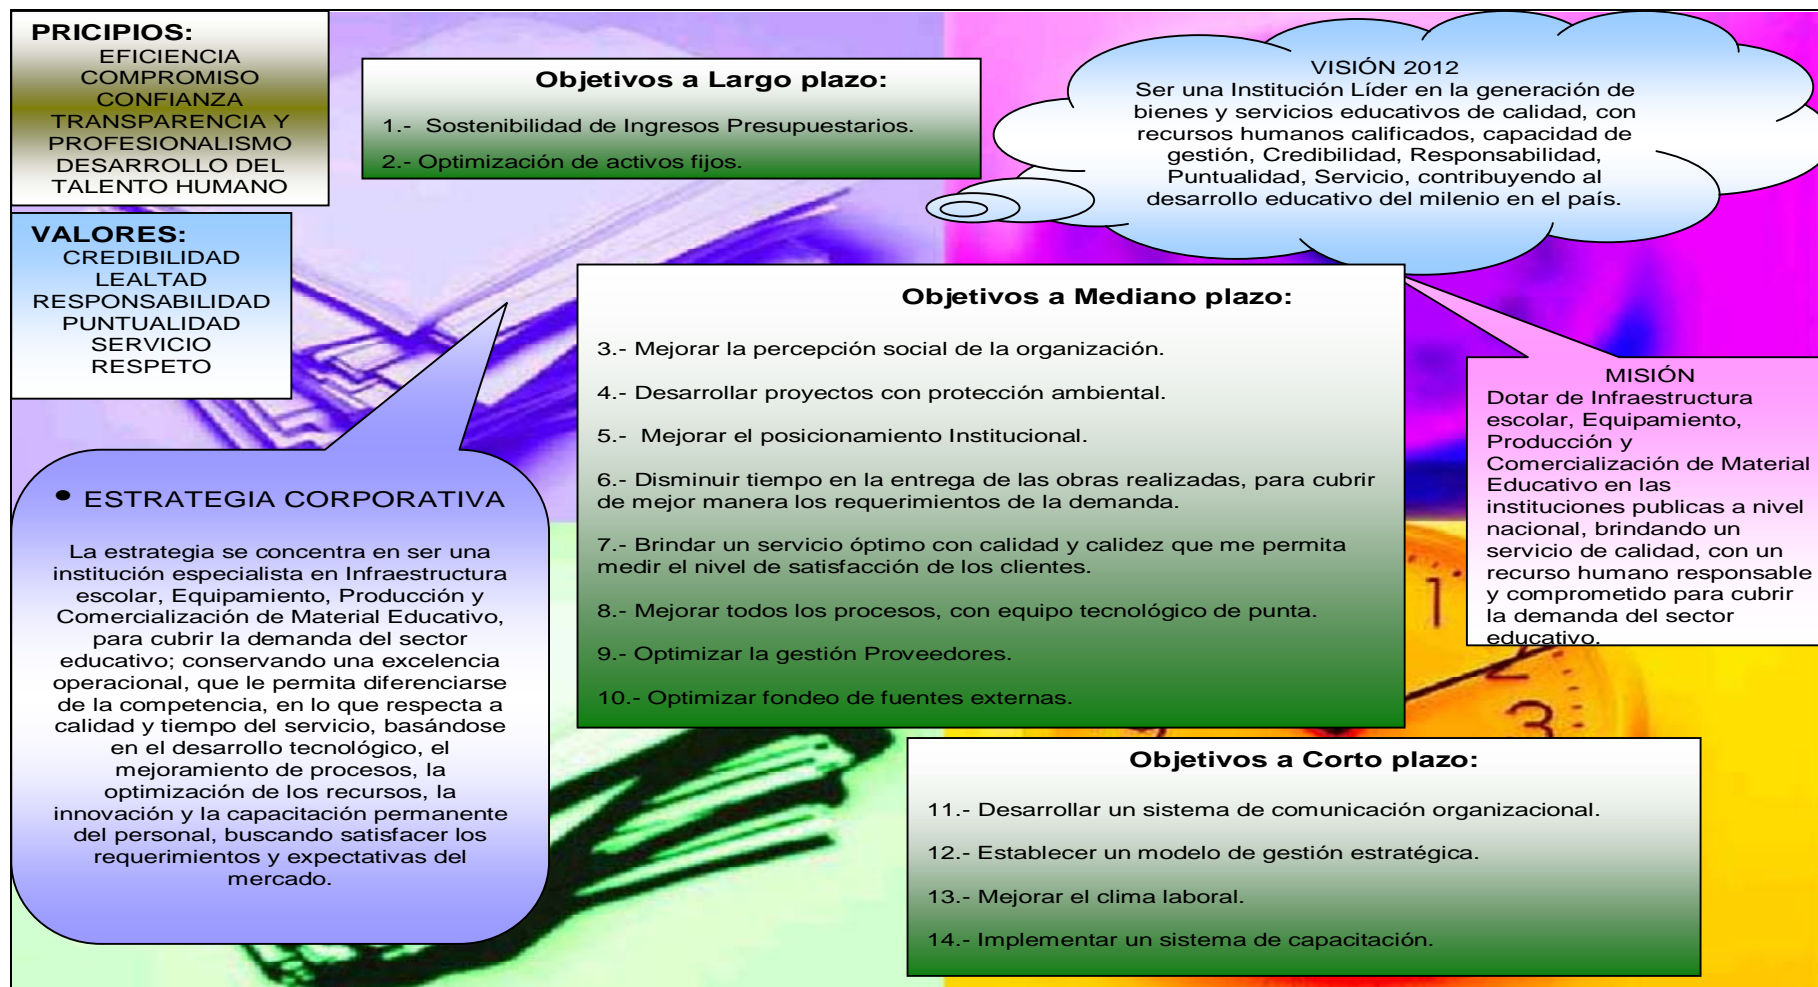 PRICIPIOS:
EFICIENCIA
COMPROMISO
CONFIANZA
TRANSPARENCIA Y
PROFESIONALISMO
DESARROLLO DEL
TALENTO HUMANO
VALORES:
CREDIBILIDAD
LEALTAD
RESPONSABILIDAD
PUNTUALIDAD
SERVICIO
RESPETO
Objetivos a Largo plazo:
1.- Sostenibilidad de Ingresos Presupuestarios.
2.- Optimización de activos fijos.
VISIÓN 2012
Ser una Institución Líder en la generación de
bienes y servicios educativos de calidad, con
recursos humanos calificados, capacidad de
gestión, Credibilidad, Responsabilidad,
Puntualidad, Servicio, contribuyendo al
desarrollo educativo del milenio en el país.
Objetivos a Mediano plazo:
3.- Mejorar la percepción social de la organización.
4.- Desarrollar proyectos con protección ambiental.
5.- Mejorar el posicionamiento Institucional.
6.- Disminuir tiempo en la entrega de las obras realizadas, para cubrir
de mejor manera los requerimientos de la demanda.
7.- Brindar un servicio óptimo con calidad y calidez que me permita
medir el nivel de satisfacción de los clientes.
8.- Mejorar todos los procesos, con equipo tecnológico de punta.
9.- Optimizar la gestión Proveedores.
10.- Optimizar fondeo de fuentes externas.
MISIÓN
Dotar de Infraestructura
escolar, Equipamiento,
Producción y
Comercialización de Material
Educativo en las
instituciones publicas a nivel
nacional, brindando un
servicio de calidad, con un
recurso humano responsable
y comprometido para cubrir
la demanda del sector
educativo.
• ESTRATEGIA CORPORATIVA
La estrategia se concentra en ser una
institución especialista en Infraestructura
escolar, Equipamiento, Producción y
Comercialización de Material Educativo,
para cubrir la demanda del sector
educativo; conservando una excelencia
operacional, que le permita diferenciarse
de la competencia, en lo que respecta a
calidad y tiempo del servicio, basándose
en el desarrollo tecnológico, el
mejoramiento de procesos, la
optimización de los recursos, la
innovación y la capacitación permanente
del personal, buscando satisfacer los
requerimientos y expectativas del
mercado.
Objetivos a Corto plazo:
11.- Desarrollar un sistema de comunicación organizacional.
12.- Establecer un modelo de gestión estratégica.
13.- Mejorar el clima laboral.
14.- Implementar un sistema de capacitación.
1
2
3